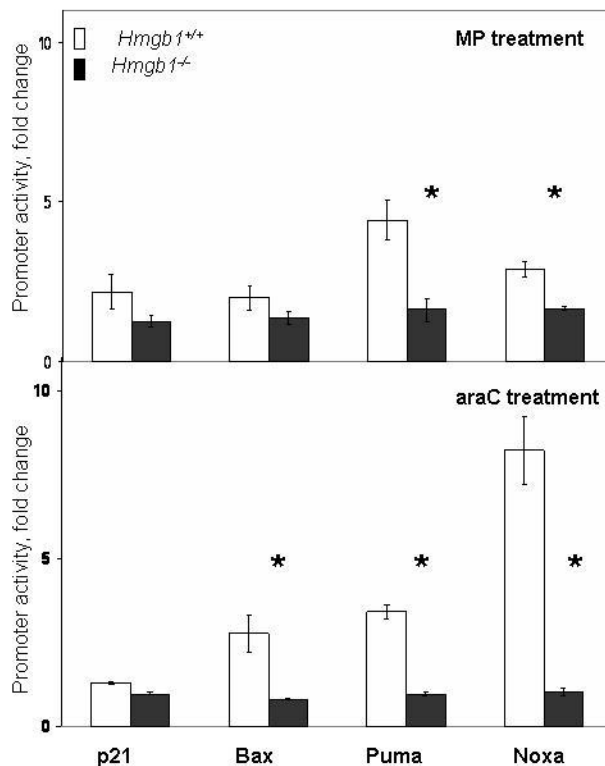 10
Hmgb1+/+
MP treatment
Hmgb1-/-
Promoter activity, fold change
5
*
*
0
10
araC treatment
Promoter activity, fold change
5
*
*
*
0
p21 Bax Puma Noxa